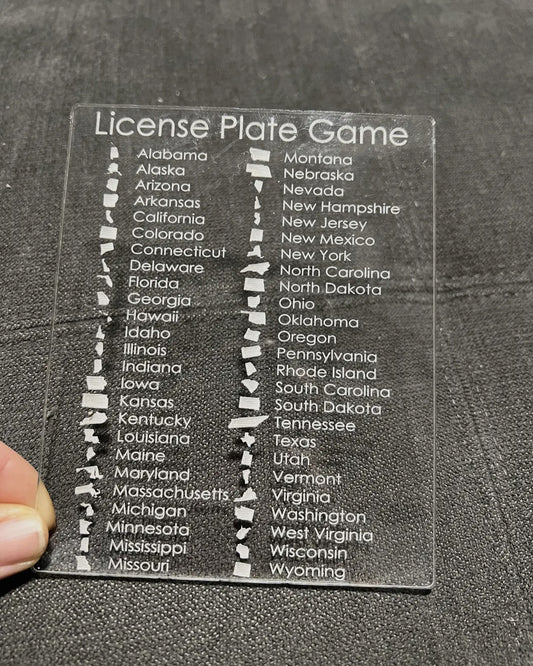 License Plate Game
Alabama
Alaska
Arizona
Arkansas
California
Colorado
Connecticut
Delaware
Florida
Georgia
Hawaii
Idaho
Illinois
Indiana
Iowa
Kansas
Kentucky
Louisiana
Maine
Maryland
Massachusetts
Michigan
Minnesota
Mississippi
Missouri
Montana
Nebraska
Nevada
New Hampshire
New Jersey
New Mexico
New York
North Carolina
North Dakota
Ohio
Oklahoma
Oregon
Pennsylvania
Rhode Island
South Carolina
South Dakota
Tennessee
Texas
Utah
Vermont
Virginia
Washington
West Virginia
Wisconsin
Wyoming